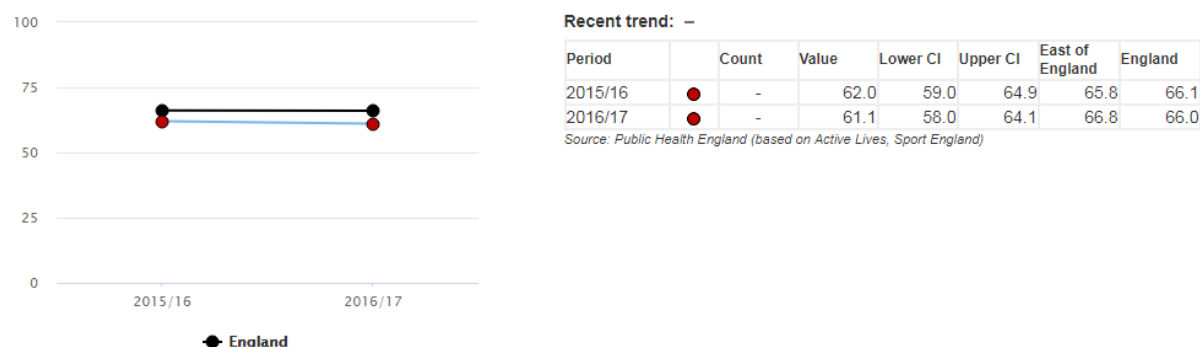 100
75
50
25
0
2015/16 2016/17
England
Recent trend: –
Period Count Value Lower CI Upper CI East of England England
2015/16 - 62.0 59.0 64.9 65.8 66.1
2016/17 - 61.1 58.0 64.1 66.8 66.0
Source: Public Health England (based on Active Lives, Sport England)